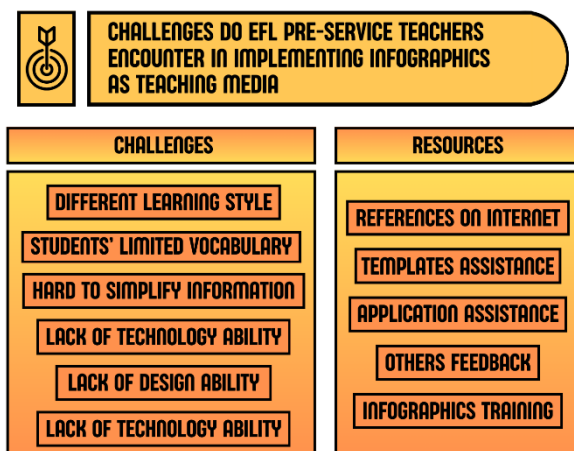 CHALLENGES DO EFL PRE-SERVICE TEACHERS
ENCOUNTER IN IMPLEMENTING INFOGRAPHICS
AS TEACHING MEDIA
CHALLENGES
DIFFERENT LEARNING STYLE
STUDENTS' LIMITED VOCABULARY
HARD TO SIMPLIFY INFORMATION
LACK OF TECHNOLOGY ABILITY
LACK OF DESIGN ABILITY
LACK OF TECHNOLOGY ABILITY
RESOURCES
REFERENCES ON INTERNET
TEMPLATES ASSISTANCE
APPLICATION ASSISTANCE
OTHERS FEEDBACK
INFOGRAPHICS TRAINING